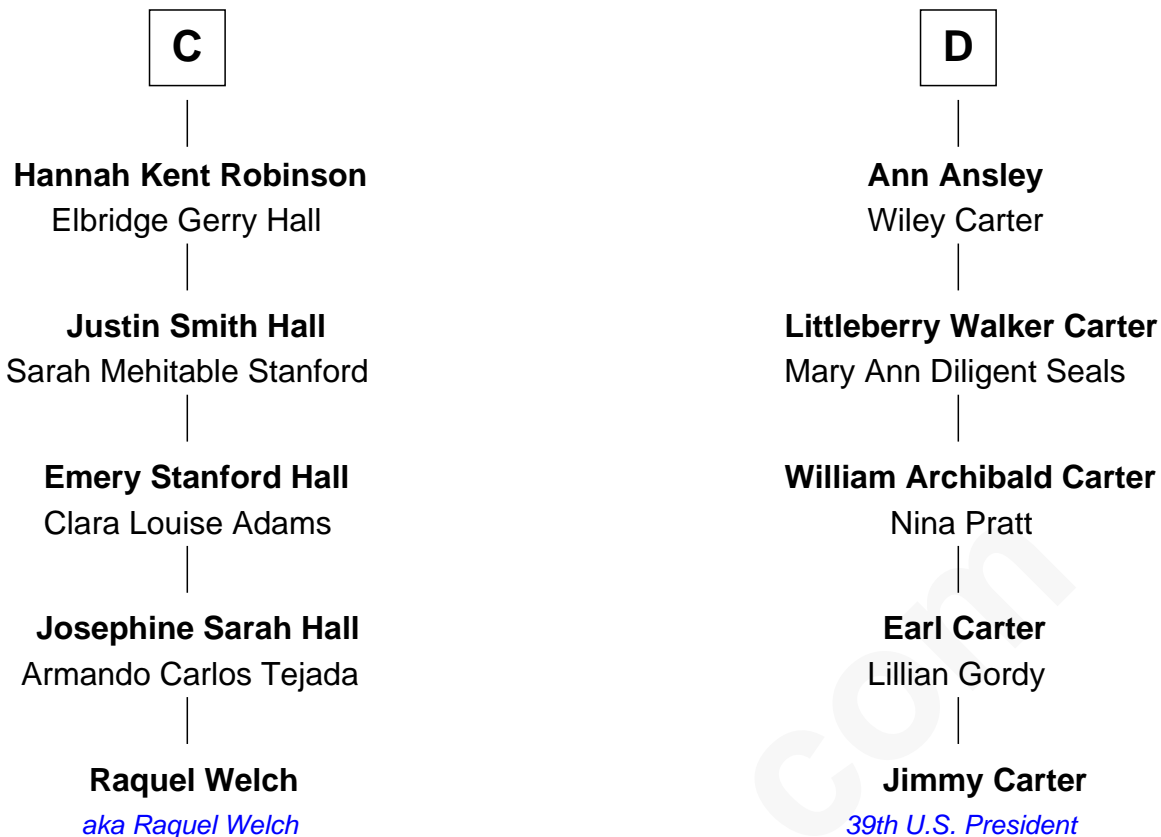 C
Hannah Kent Robinson
Elbridge Gerry Hall
Justin Smith Hall
Sarah Mehitable Stanford
Emery Stanford Hall
Clara Louise Adams
Josephine Sarah Hall
Armando Carlos Tejada
Raquel Welch
aka Raquel Welch
D
Ann Ansley
Wiley Carter
Littleberry Walker Carter
Mary Ann Diligent Seals
William Archibald Carter
Nina Pratt
Earl Carter
Lillian Gordy
Jimmy Carter
39th U.S. President
com